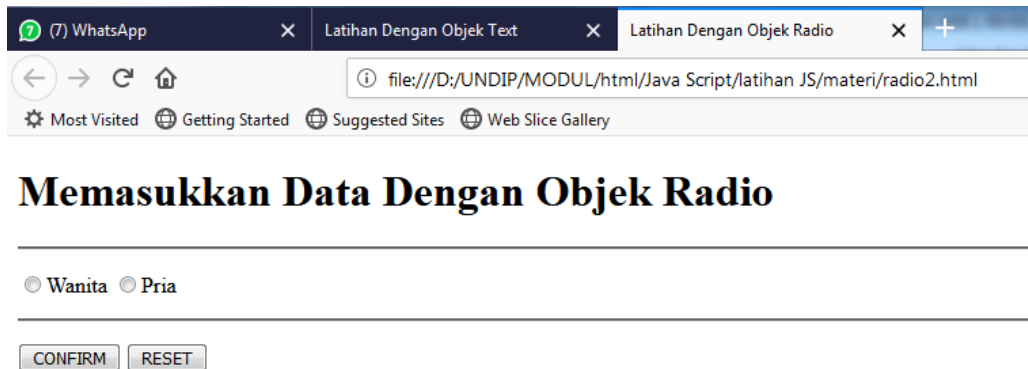 7 (7) WhatsApp Latihan Dengan Objek Text Latihan Dengan Objek Radio
file:///D:/UNDIP/MODUL/html/Java Script/latihan JS/materi/radio2.html
Most Visited Getting Started Suggested Sites Web Slice Gallery
Memasukkan Data Dengan Objek Radio
Wanita Pria
CONFIRM RESET